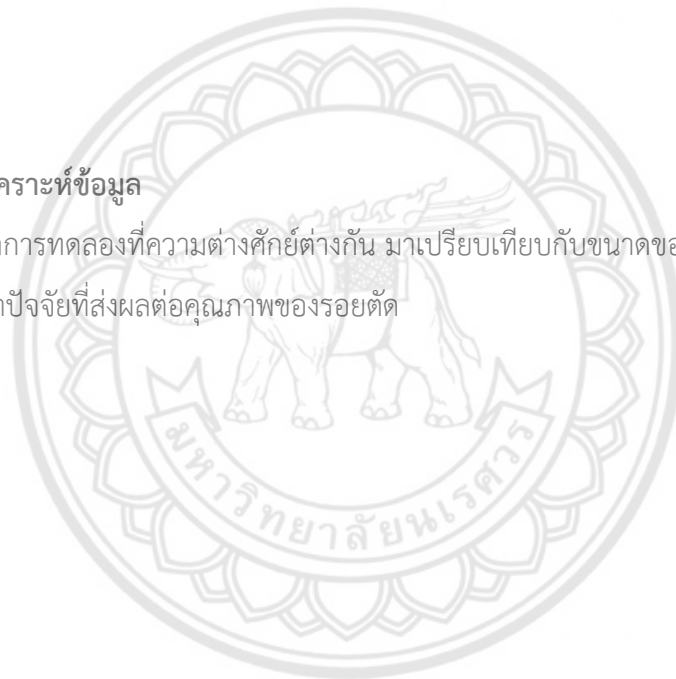 คราะห์ข้อมูล
การทดลองที่ความต่างศักย์ต่างกัน มาเปรียบเทียบกับขนาดขอ
ปัจจัยที่ส่งผลต่อคุณภาพของรอยตัด
มหาวิทยาลัยนเรศวร